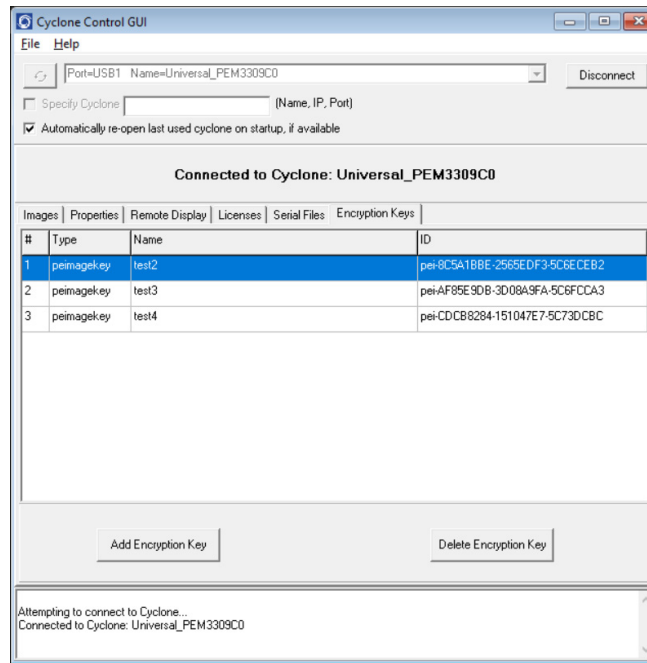 Cyclone Control GUI
File Help
Port=USB1 Name=Universal_PEM3309C0
Disconnect
Specify Cyclone (Name, IP, Port)
Automatically re-open last used cyclone on startup, if available
Connected to Cyclone: Universal_PEM3309C0
Images Properties Remote Display Licenses Serial Files Encryption Keys
# Type Name ID
1 peimagekey test2 pei-8C5A1BBE-2565EDF3-5C6ECEB2
2 peimagekey test3 pei-AF85E9DB-3D08A9FA-5C6FCCA3
3 peimagekey test4 pei-CDCB8284-151047E7-5C73DCBC
Add Encryption Key Delete Encryption Key
Attempting to connect to Cyclone...
Connected to Cyclone: Universal_PEM3309C0